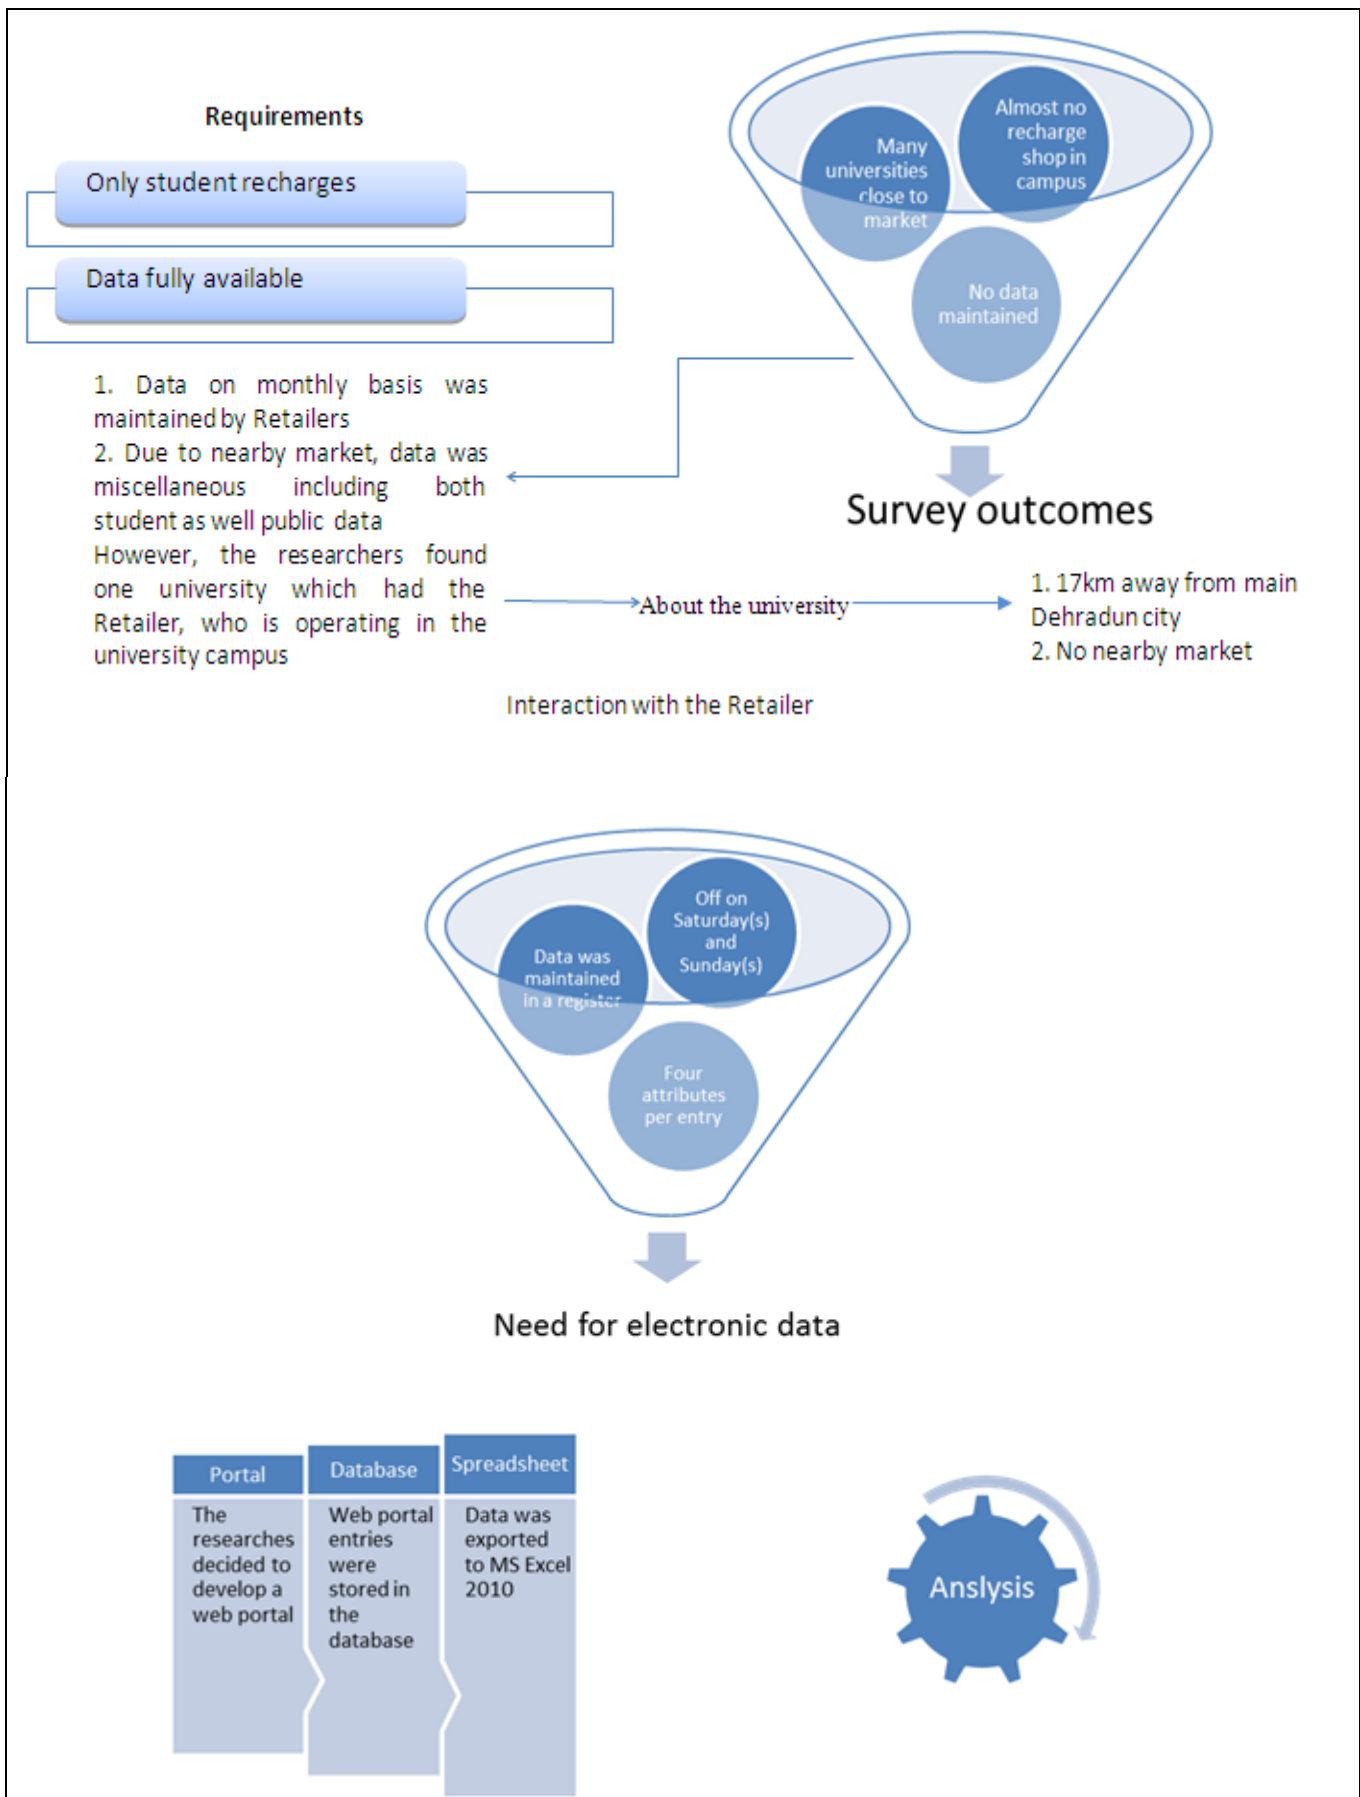 Requirements
Only student recharges
Data fully available
Almost no
recharge
shop in
campus
Many
universities
close to
market
No data
maintained
Survey outcomes
1. Data on monthly basis was
maintained by Retailers
2. Due to nearby market, data was
miscellaneous including both
student as well public data
However, the researchers found
one university which had the
Retailer, who is operating in the
university campus
About the university
1. 17km away from main
Dehradun city
2. No nearby market
Interaction with the Retailer
Off on
Saturday(s)
and
Sunday(s)
Data was
maintained
in a register
Four
attributes
per entry
Need for electronic data
Portal
The
researches
decided to
develop a
web portal
Database
Web portal
entries
were
stored in
the
database
Spreadsheet
Data was
exported
to MS Excel
2010
Anslysis